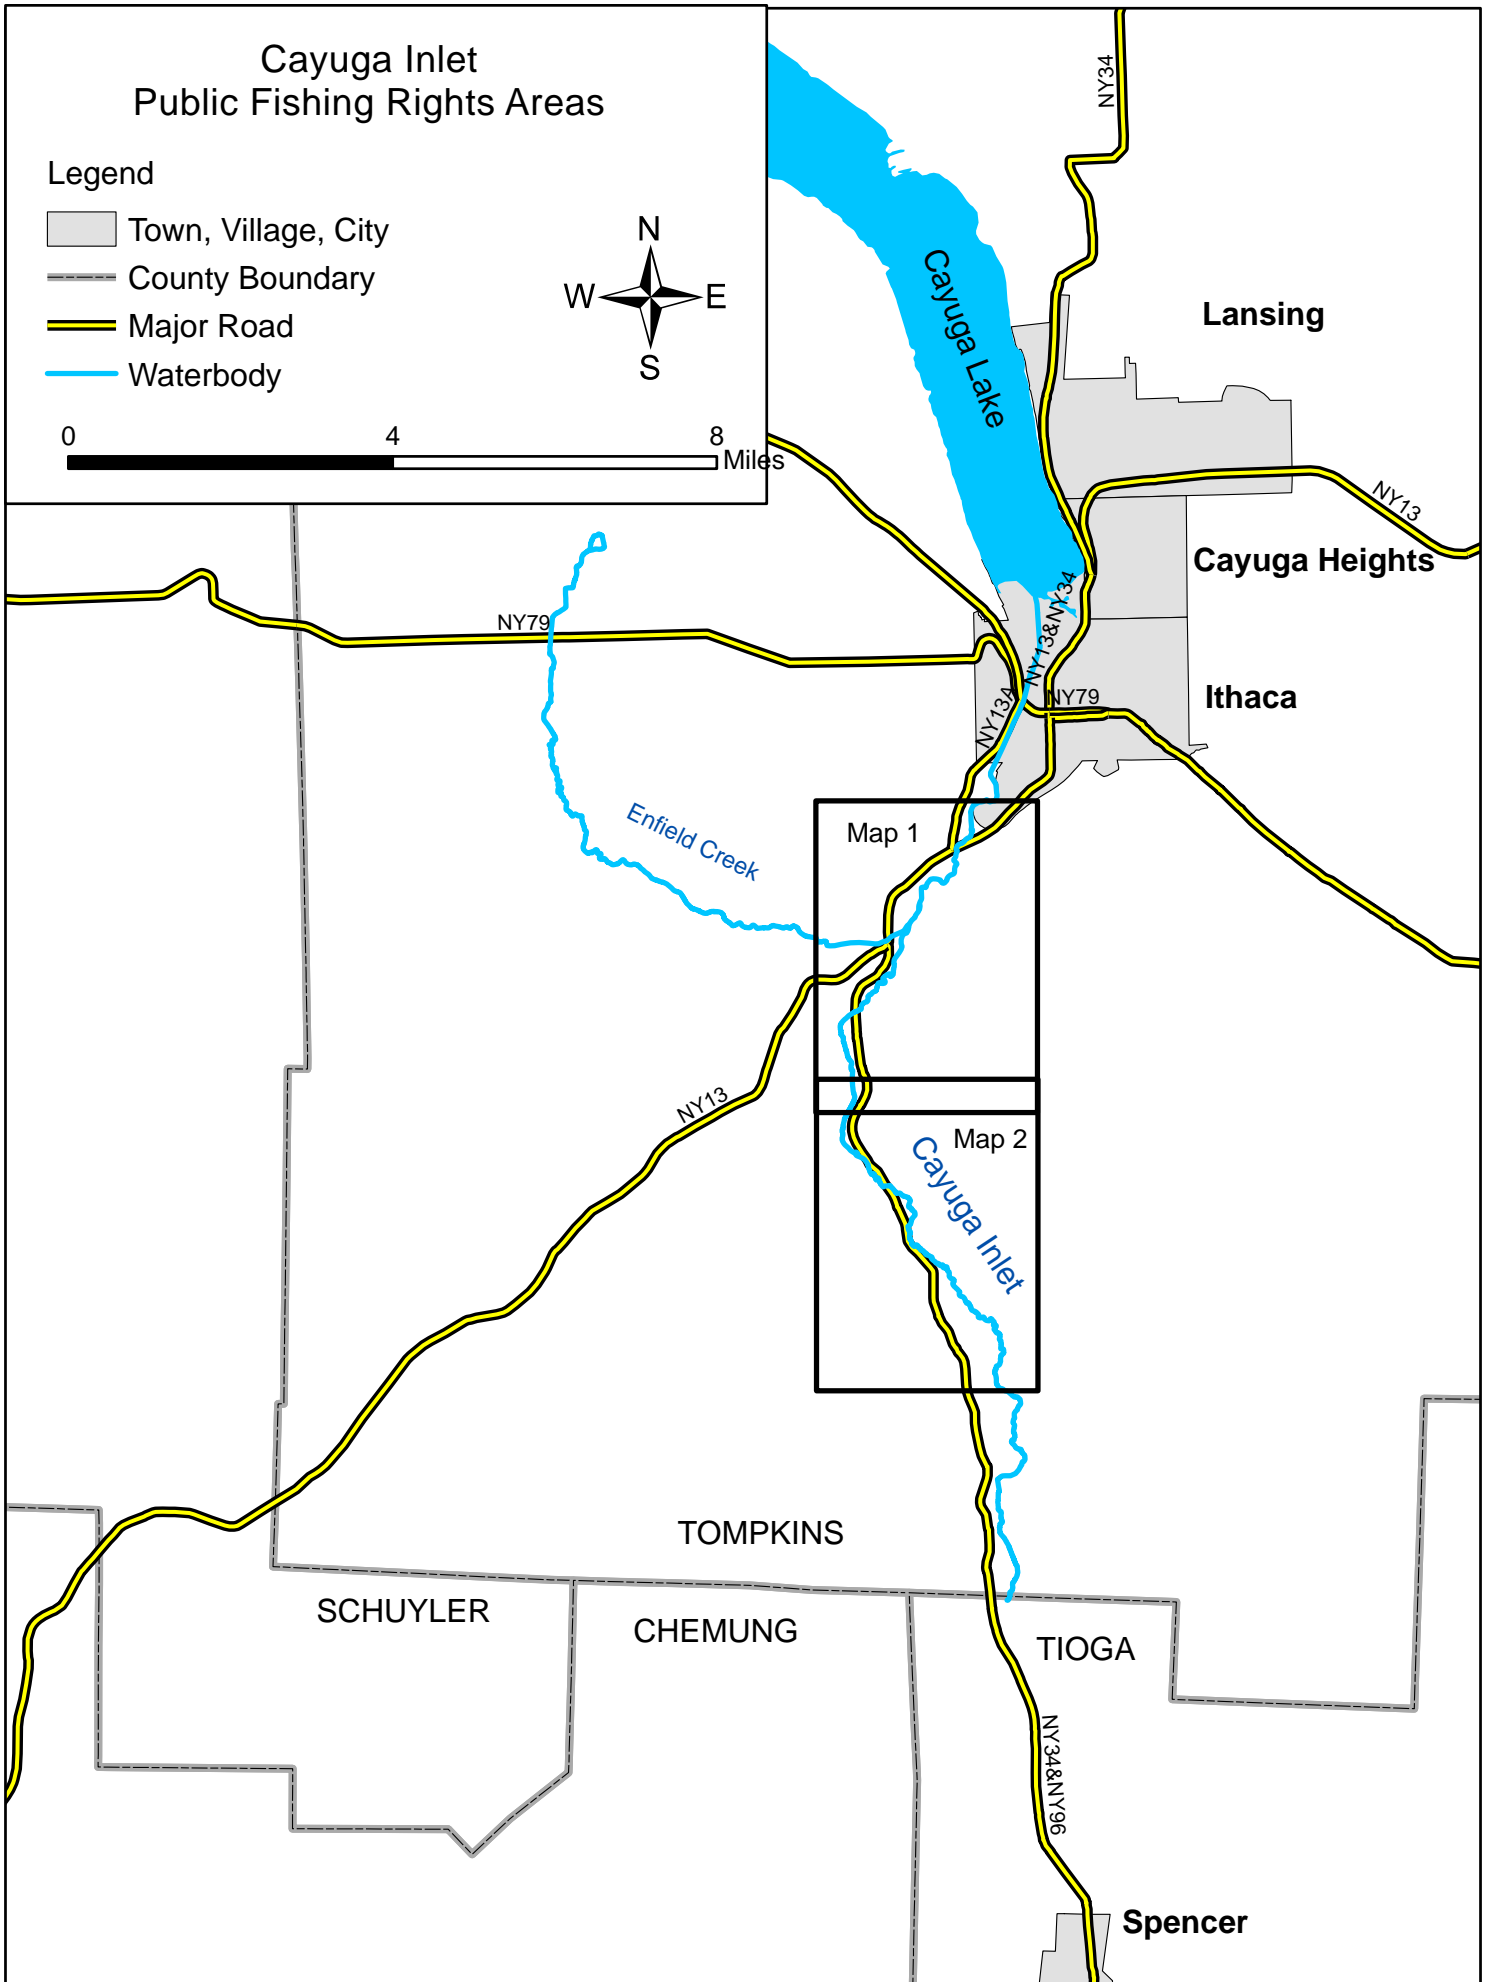 Cayuga Inlet
Public Fishing Rights Areas
Legend
Town, Village, City
County Boundary
Major Road
Waterbody
N
W
E
S
0
4
8
Miles
NY34
Cayuga Lake
Lansing
NY13
Cayuga Heights
NY13&NY34
NY79
Ithaca
NY79
NY13A
Enfield Creek
Map 1
NY13
Map 2
Cayuga Inlet
TOMPKINS
SCHUYLER
CHEMUNG
TIOGA
NY34&NY96
Spencer